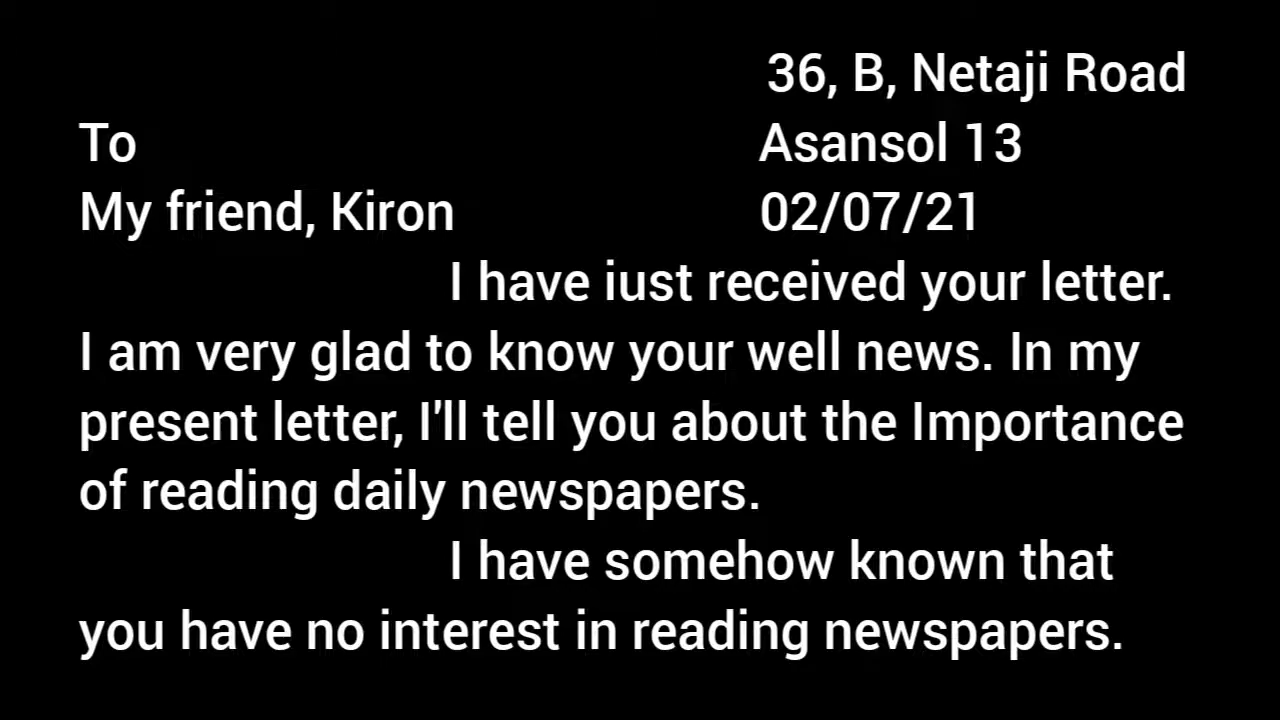 36, B, Netaji Road
To Asansol 13
My friend, Kiron 02/07/21
I have iust received your letter.
I am very glad to know your well news. In my
present letter, I'll tell you about the Importance
of reading daily newspapers.
I have somehow known that
you have no interest in reading newspapers.